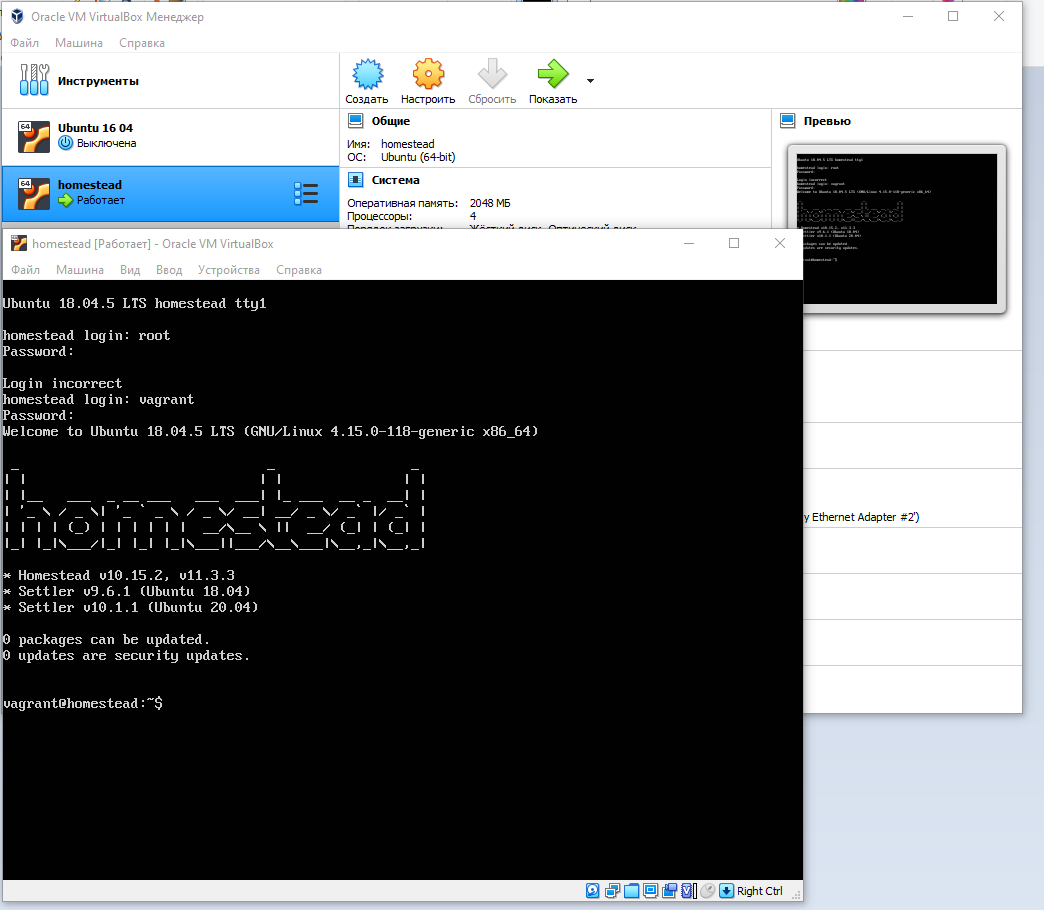 Oracle VM VirtualBox Менеджер
Файл Машина Справка
Инструменты
Создать Настроить Сбросить Показать
64
Ubuntu 16 04
Выключена
64
homestead
Работает
Общие
Имя: homestead
ОС: Ubuntu (64-bit)
Система
Оперативная память: 2048 МБ
Процессоры: 4
Превью
homestead [Работает] - Oracle VM VirtualBox
Файл Машина Вид Ввод Устройства Справка
Ubuntu 18.04.5 LTS homestead tty1
homestead login: root
Password:
Login incorrect
homestead login: vagrant
Password:
Welcome to Ubuntu 18.04.5 LTS (GNU/Linux 4.15.0-118-generic x86_64)
homestead
* Homestead v10.15.2, v11.3.3
* Settler v9.6.1 (Ubuntu 18.04)
* Settler v10.1.1 (Ubuntu 20.04)
0 packages can be updated.
0 updates are security updates.
vagrant@homestead:~$
y Ethernet Adapter #2')
Right Ctrl